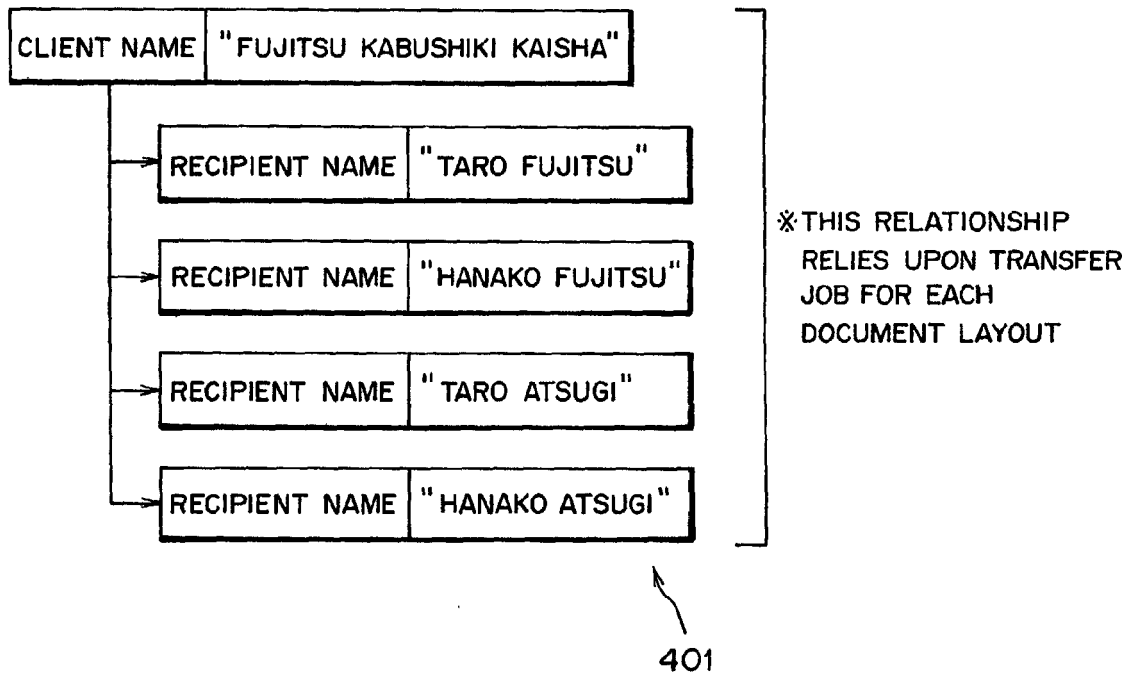 CLIENT NAME "FUJITSU KABUSHIKI KAISHA"
RECIPIENT NAME "TARO FUJITSU"
RECIPIENT NAME "HANAKO FUJITSU"
RECIPIENT NAME "TARO ATSUGI"
RECIPIENT NAME "HANAKO ATSUGI"
※THIS RELATIONSHIP
RELIES UPON TRANSFER
JOB FOR EACH
DOCUMENT LAYOUT
401